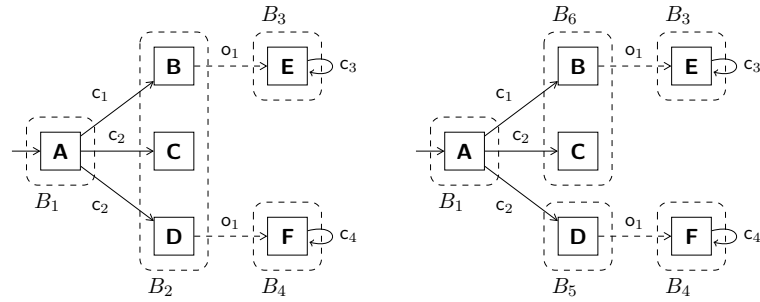 B₃
B₆
B₃
B
o₁
E
c₃
B
o₁
E
c₃
c₁
c₁
A
c₂
C
A
c₂
C
B₁
c₂
B₁
c₂
D
o₁
F
c₄
D
o₁
F
c₄
B₂
B₄
B₅
B₄